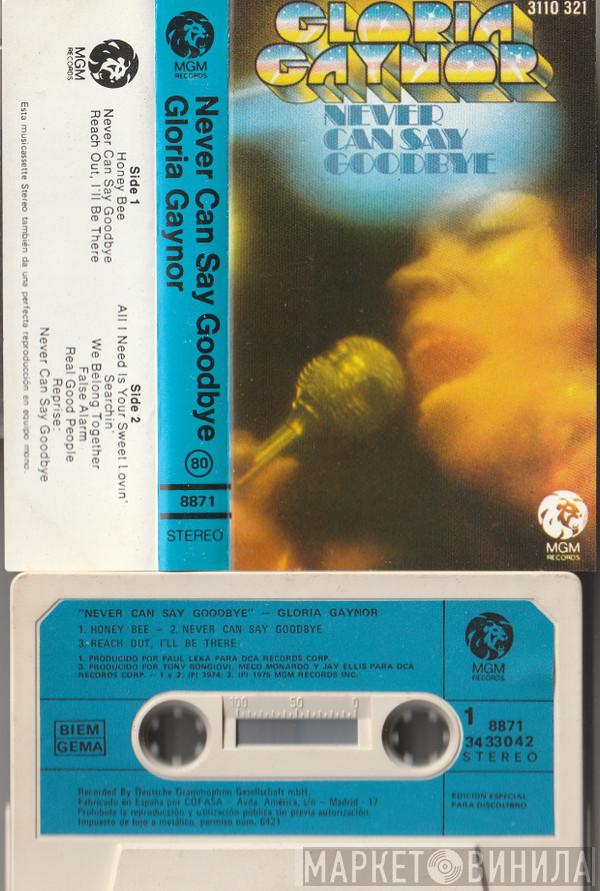 3110 321
GLORIA
GAYNOR
NEVER
CAN SAY
GOODBYE
MGM
RECORDS
MGM
RECORDS
Never Can Say Goodbye
Gloria Gaynor
80
8871
STEREO
MGM
RECORDS
Side 1
Honey Bee
Never Can Say Goodbye
Reach Out, I'll Be There
Side 2
All I Need Is Your Sweet Lovin'
Searchin'
We Belong Together
False Alarm
Real Good People
Reprise:
Never Can Say Goodbye
Esta musicassette Stereo también da una perfecta reproducción en equipo mono.
"NEVER CAN SAY GOODBYE" – GLORIA GAYNOR
1. HONEY BEE – 2. NEVER CAN SAY GOODBYE
3. REACH OUT, I'LL BE THERE
1. PRODUCIDO POR PAUL LEKA PARA DCA RECORDS CORP.
3. PRODUCIDO POR TONY BONGIOVI, MECO MONARDO Y JAY ELLIS PARA DCA
RECORDS CORP. – 1 y 2. (P) 1974; 3. (P) 1975 MGM RECORDS INC.
MGM
RECORDS
BIEM
GEMA
100 50 0
1 8871
3433042
STEREO
Recorded By Deutsche Grammophon Gesellschaft mbH.
Fabricado en España por COFASA – Avda. América, s/n – Madrid - 17
Prohibida la reproducción y utilización pública sin previa autorización.
Impuesto de lujo a metálico, permiso núm. 6421
EDICION ESPECIAL
PARA DISCOLIBRO
МАРКЕТ ВИНИЛА